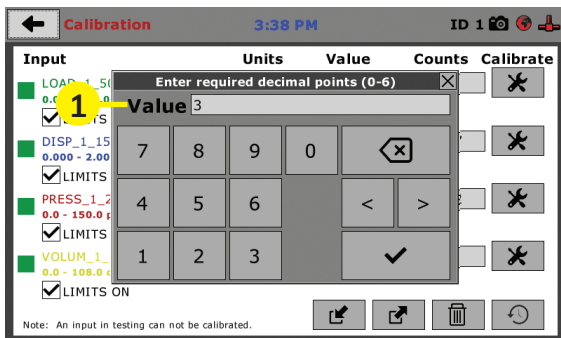 Calibration 3:38 PM ID 1
Input Units Value Counts Calibrate
Enter required decimal points (0-6)
Value 3
1
LOAD_1_50
DISP_1_15
0.000 - 2.00
LIMITS
PRESS_1_2
0.0 - 150.0
LIMITS
VOLUM_1_
0.0 - 108.0
LIMITS ON
7 8 9 0
4 5 6 < >
1 2 3
Note: An input in testing can not be calibrated.